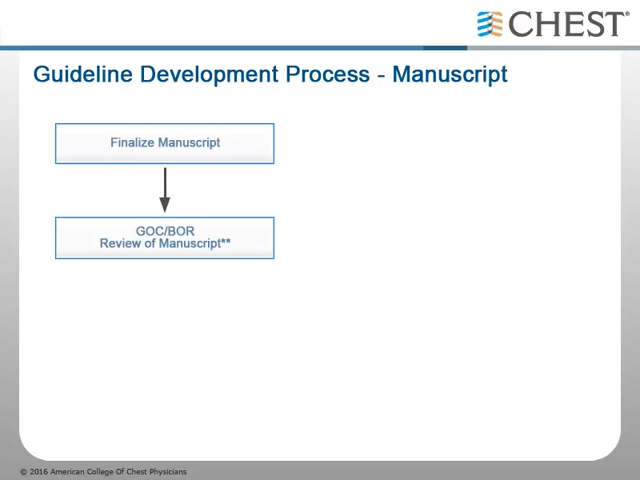 CHEST®
Guideline Development Process - Manuscript
Finalize Manuscript
GOC/BOR
Review of Manuscript**
© 2016 American College Of Chest Physicians